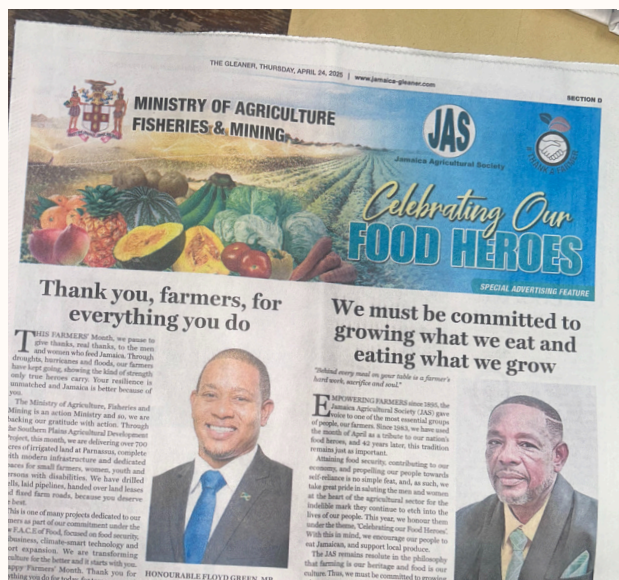 THE GLEANER, THURSDAY, APRIL 24, 2025 | www.jamaica-gleaner.com
SECTION D
MINISTRY OF AGRICULTURE
FISHERIES & MINING
JAS
Jamaica Agricultural Society
Celebrating Our
FOOD HEROES
SPECIAL ADVERTISING FEATURE
Thank you, farmers, for
everything you do
THIS FARMERS' Month, we pause to
give thanks, real thanks, to the men
and women who feed Jamaica. Through
droughts, hurricanes and floods, our farmers
have kept going, showing the kind of strength
only true heroes carry. Your resilience is
unmatched and Jamaica is better because of
you.
The Ministry of Agriculture, Fisheries and
Mining is an action Ministry and so, we are
backing our gratitude with action. Through
the Southern Plains Agricultural Development
Project, this month, we are delivering over 700
acres of irrigated land at Parnassus, complete
with modern infrastructure and dedicated
spaces for small farmers, women, youth and
persons with disabilities. We have drilled
wells, laid pipelines, handed over land leases
and fixed farm roads, because you deserve
best.
This is one of many projects dedicated to our
farmers as part of our commitment under the
F.A.C.E of Food, focused on food security,
business, climate-smart technology and
expansion. We are transforming
culture for the better and it starts with you.
Happy Farmers' Month. Thank you for
HONOURABLE FLOYD GREEN, MP
We must be committed to
growing what we eat and
eating what we grow
"Behind every meal on your table is a farmer's
hard work, sacrifice and soul."
EMPOWERING FARMERS since 1895, the
Jamaica Agricultural Society (JAS) gave
voice to one of the most essential groups
of people, our farmers. Since 1983, we have used
the month of April as a tribute to our nation's
food heroes, and 42 years later, this tradition
remains just as important.
Attaining food security, contributing to our
economy, and propelling our people towards
self-reliance is no simple feat, and, as such, we
take great pride in saluting the men and women
at the heart of the agricultural sector for the
indelible mark they continue to etch into the
lives of our people. This year, we honour them
under the theme, 'Celebrating our Food Heroes'.
With this in mind, we encourage our people to
eat Jamaican, and support local produce.
The JAS remains resolute in the philosophy
that farming is our heritage and food is our
culture. Thus, we must be committed to growing